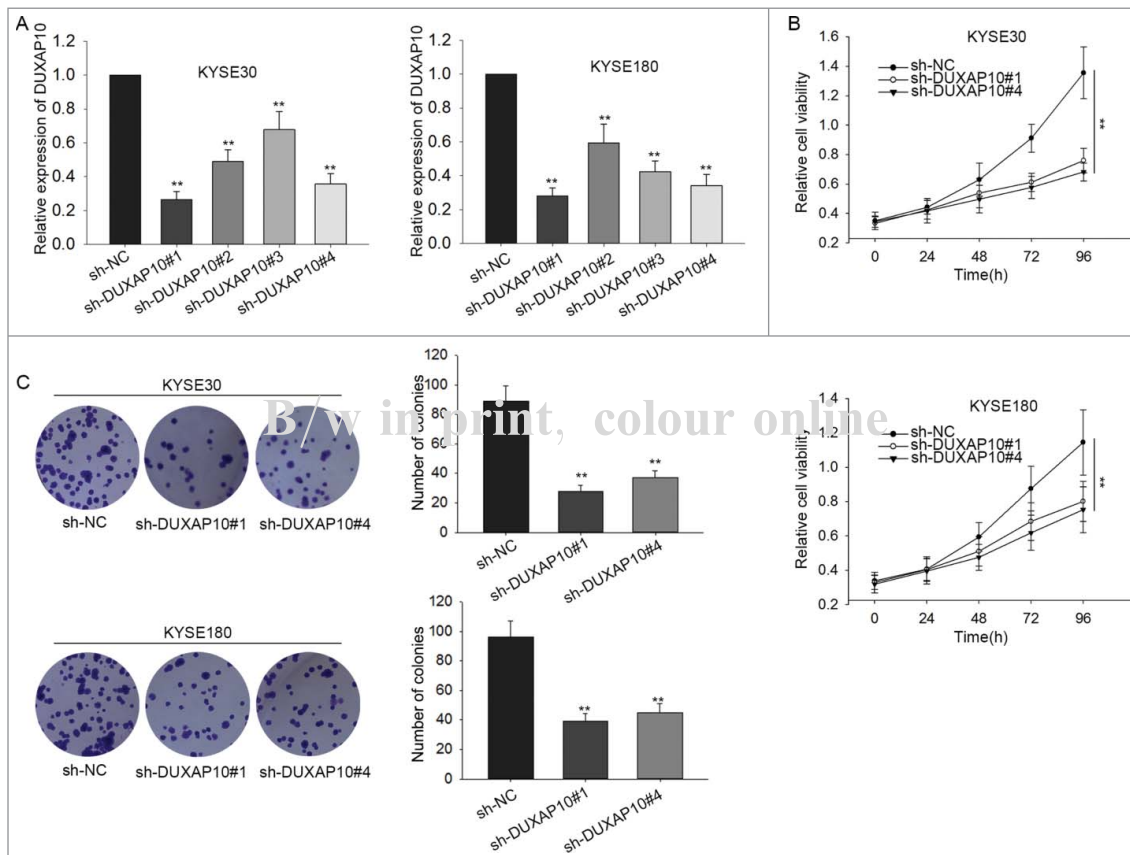 A
Relative expression of DUXAP10
1.2
1.0
0.8
0.6
0.4
0.2
0.0
KYSE30
**
**
**
**
sh-NC
sh-DUXAP10#1
sh-DUXAP10#2
sh-DUXAP10#3
sh-DUXAP10#4
Relative expression of DUXAP10
1.2
1.0
0.8
0.6
0.4
0.2
0.0
KYSE180
**
**
**
**
sh-NC
sh-DUXAP10#1
sh-DUXAP10#2
sh-DUXAP10#3
sh-DUXAP10#4
B
KYSE30
Relative cell viability
1.6
1.4
1.2
1.0
0.8
0.6
0.4
0.2
sh-NC
sh-DUXAP10#1
sh-DUXAP10#4
**
0 24 48 72 96
Time(h)
KYSE180
Relative cell viability
1.4
1.2
1.0
0.8
0.6
0.4
0.2
sh-NC
sh-DUXAP10#1
sh-DUXAP10#4
**
0 24 48 72 96
Time(h)
C
KYSE30
sh-NC sh-DUXAP10#1 sh-DUXAP10#4
Number of colonies
120
100
80
60
40
20
0
**
**
sh-NC
sh-DUXAP10#1
sh-DUXAP10#4
B/w in print, colour online
KYSE180
sh-NC sh-DUXAP10#1 sh-DUXAP10#4
Number of colonies
120
100
80
60
40
20
0
**
**
sh-NC
sh-DUXAP10#1
sh-DUXAP10#4